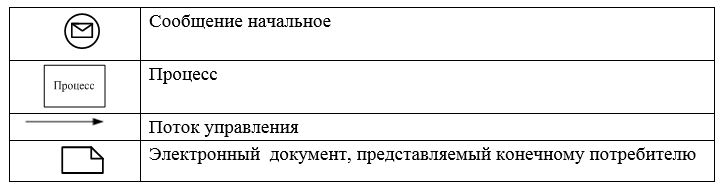 Сообщение начальное
Процесс
Процесс
Поток управления
Электронный документ, представляемый конечному потребителю